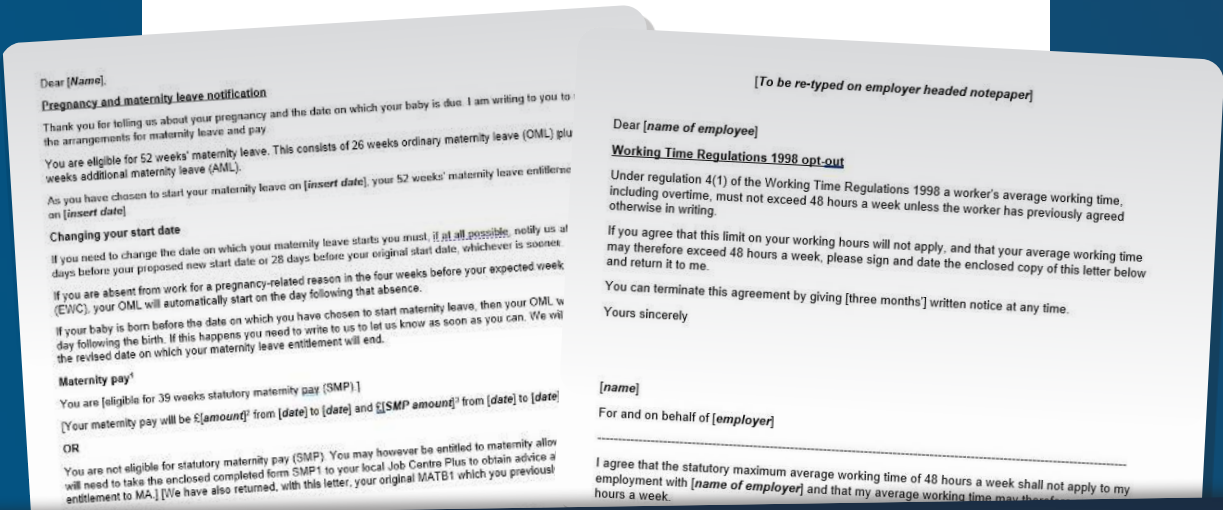 Dear [Name],
Pregnancy and maternity leave notification
Thank you for telling us about your pregnancy and the date on which your baby is due. I am writing to you to
the arrangements for maternity leave and pay.
You are eligible for 52 weeks' maternity leave. This consists of 26 weeks ordinary maternity leave (OML) plu
weeks additional maternity leave (AML).
As you have chosen to start your maternity leave on [insert date], your 52 weeks' maternity leave entitleme
on [insert date]
Changing your start date
If you need to change the date on which your maternity leave starts you must, if at all possible, notify us at
days before your proposed new start date or 28 days before your original start date, whichever is sooner.
If you are absent from work for a pregnancy-related reason in the four weeks before your expected week
(EWC), your OML will automatically start on the day following that absence.
If your baby is born before the date on which you have chosen to start maternity leave, then your OML w
day following the birth. If this happens you need to write to us to let us know as soon as you can. We wil
the revised date on which your maternity leave entitlement will end.
Maternity pay¹
You are [eligible for 39 weeks statutory maternity pay (SMP).]
[Your maternity pay will be £[amount]² from [date] to [date] and £[SMP amount]³ from [date] to [date]
OR
You are not eligible for statutory maternity pay (SMP). You may however be entitled to maternity allow
will need to take the enclosed completed form SMP1 to your local Job Centre Plus to obtain advice a
entitlement to MA.] [We have also returned, with this letter, your original MATB1 which you previousl
[To be re-typed on employer headed notepaper]
Dear [name of employee]
Working Time Regulations 1998 opt-out
Under regulation 4(1) of the Working Time Regulations 1998 a worker's average working time,
including overtime, must not exceed 48 hours a week unless the worker has previously agreed
otherwise in writing.
If you agree that this limit on your working hours will not apply, and that your average working time
may therefore exceed 48 hours a week, please sign and date the enclosed copy of this letter below
and return it to me.
You can terminate this agreement by giving [three months'] written notice at any time.
Yours sincerely
[name]
For and on behalf of [employer]
I agree that the statutory maximum average working time of 48 hours a week shall not apply to my
employment with [name of employer] and that my average working time may
hours a week.